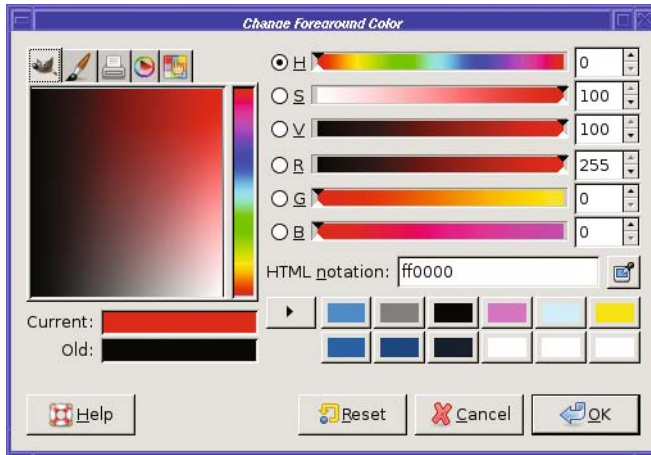 Change Foreground Color
H 0
S 100
V 100
R 255
G 0
B 0
HTML notation: ff0000
Current:
Old:
Help Reset Cancel OK